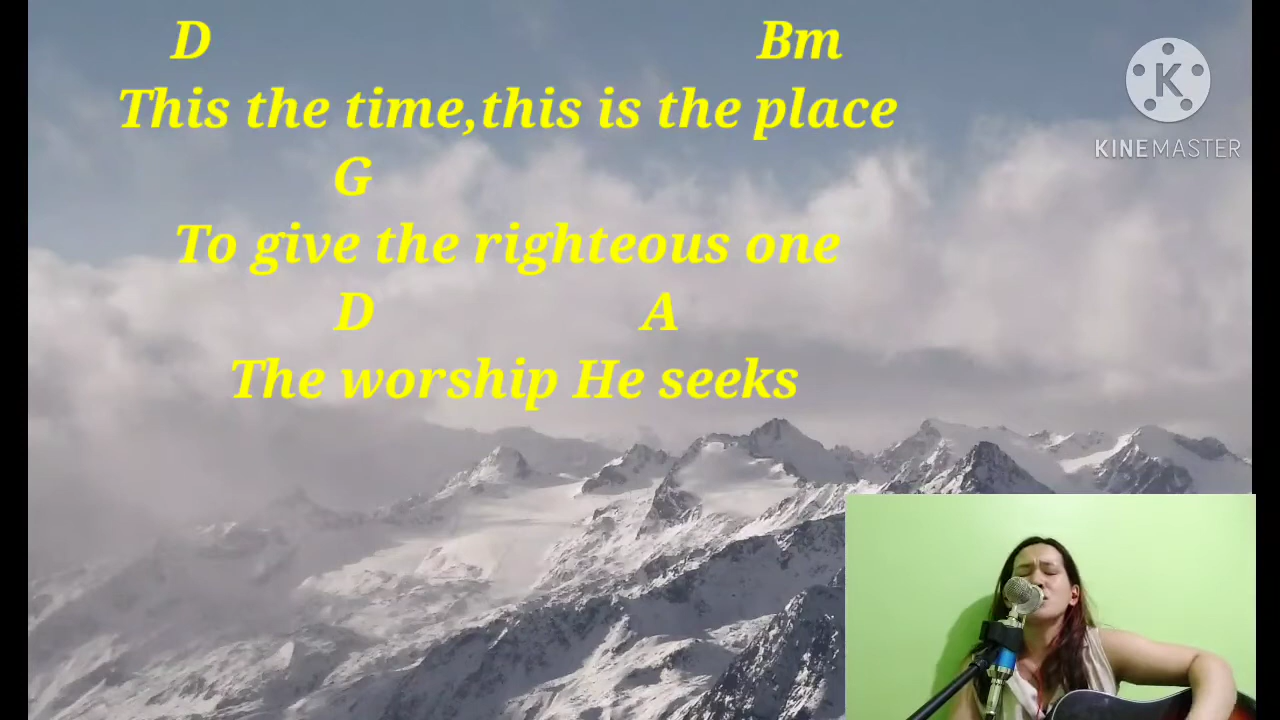 D Bm
This the time,this is the place
G
To give the righteous one
D A
The worship He seeks
K
KINEMASTER